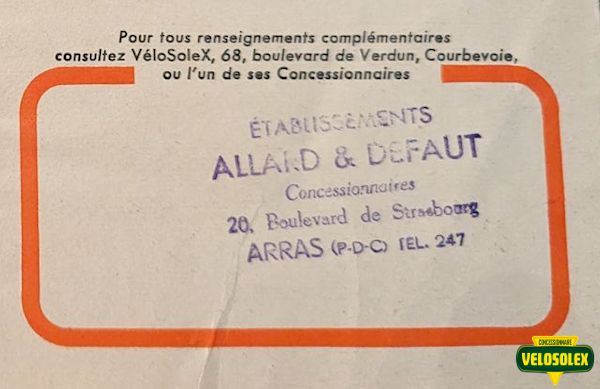 Pour tous renseignements complémentaires
consultez VéloSoleX, 68, boulevard de Verdun, Courbevoie,
ou l'un de ses Concessionnaires
ÉTABLISSEMENTS
ALLARD & DEFAUT
Concessionnaires
20, Boulevard de Strasbourg
ARRAS (P-D-C) TEL. 247
CONCESSIONNAIRE
VELOSOLEX